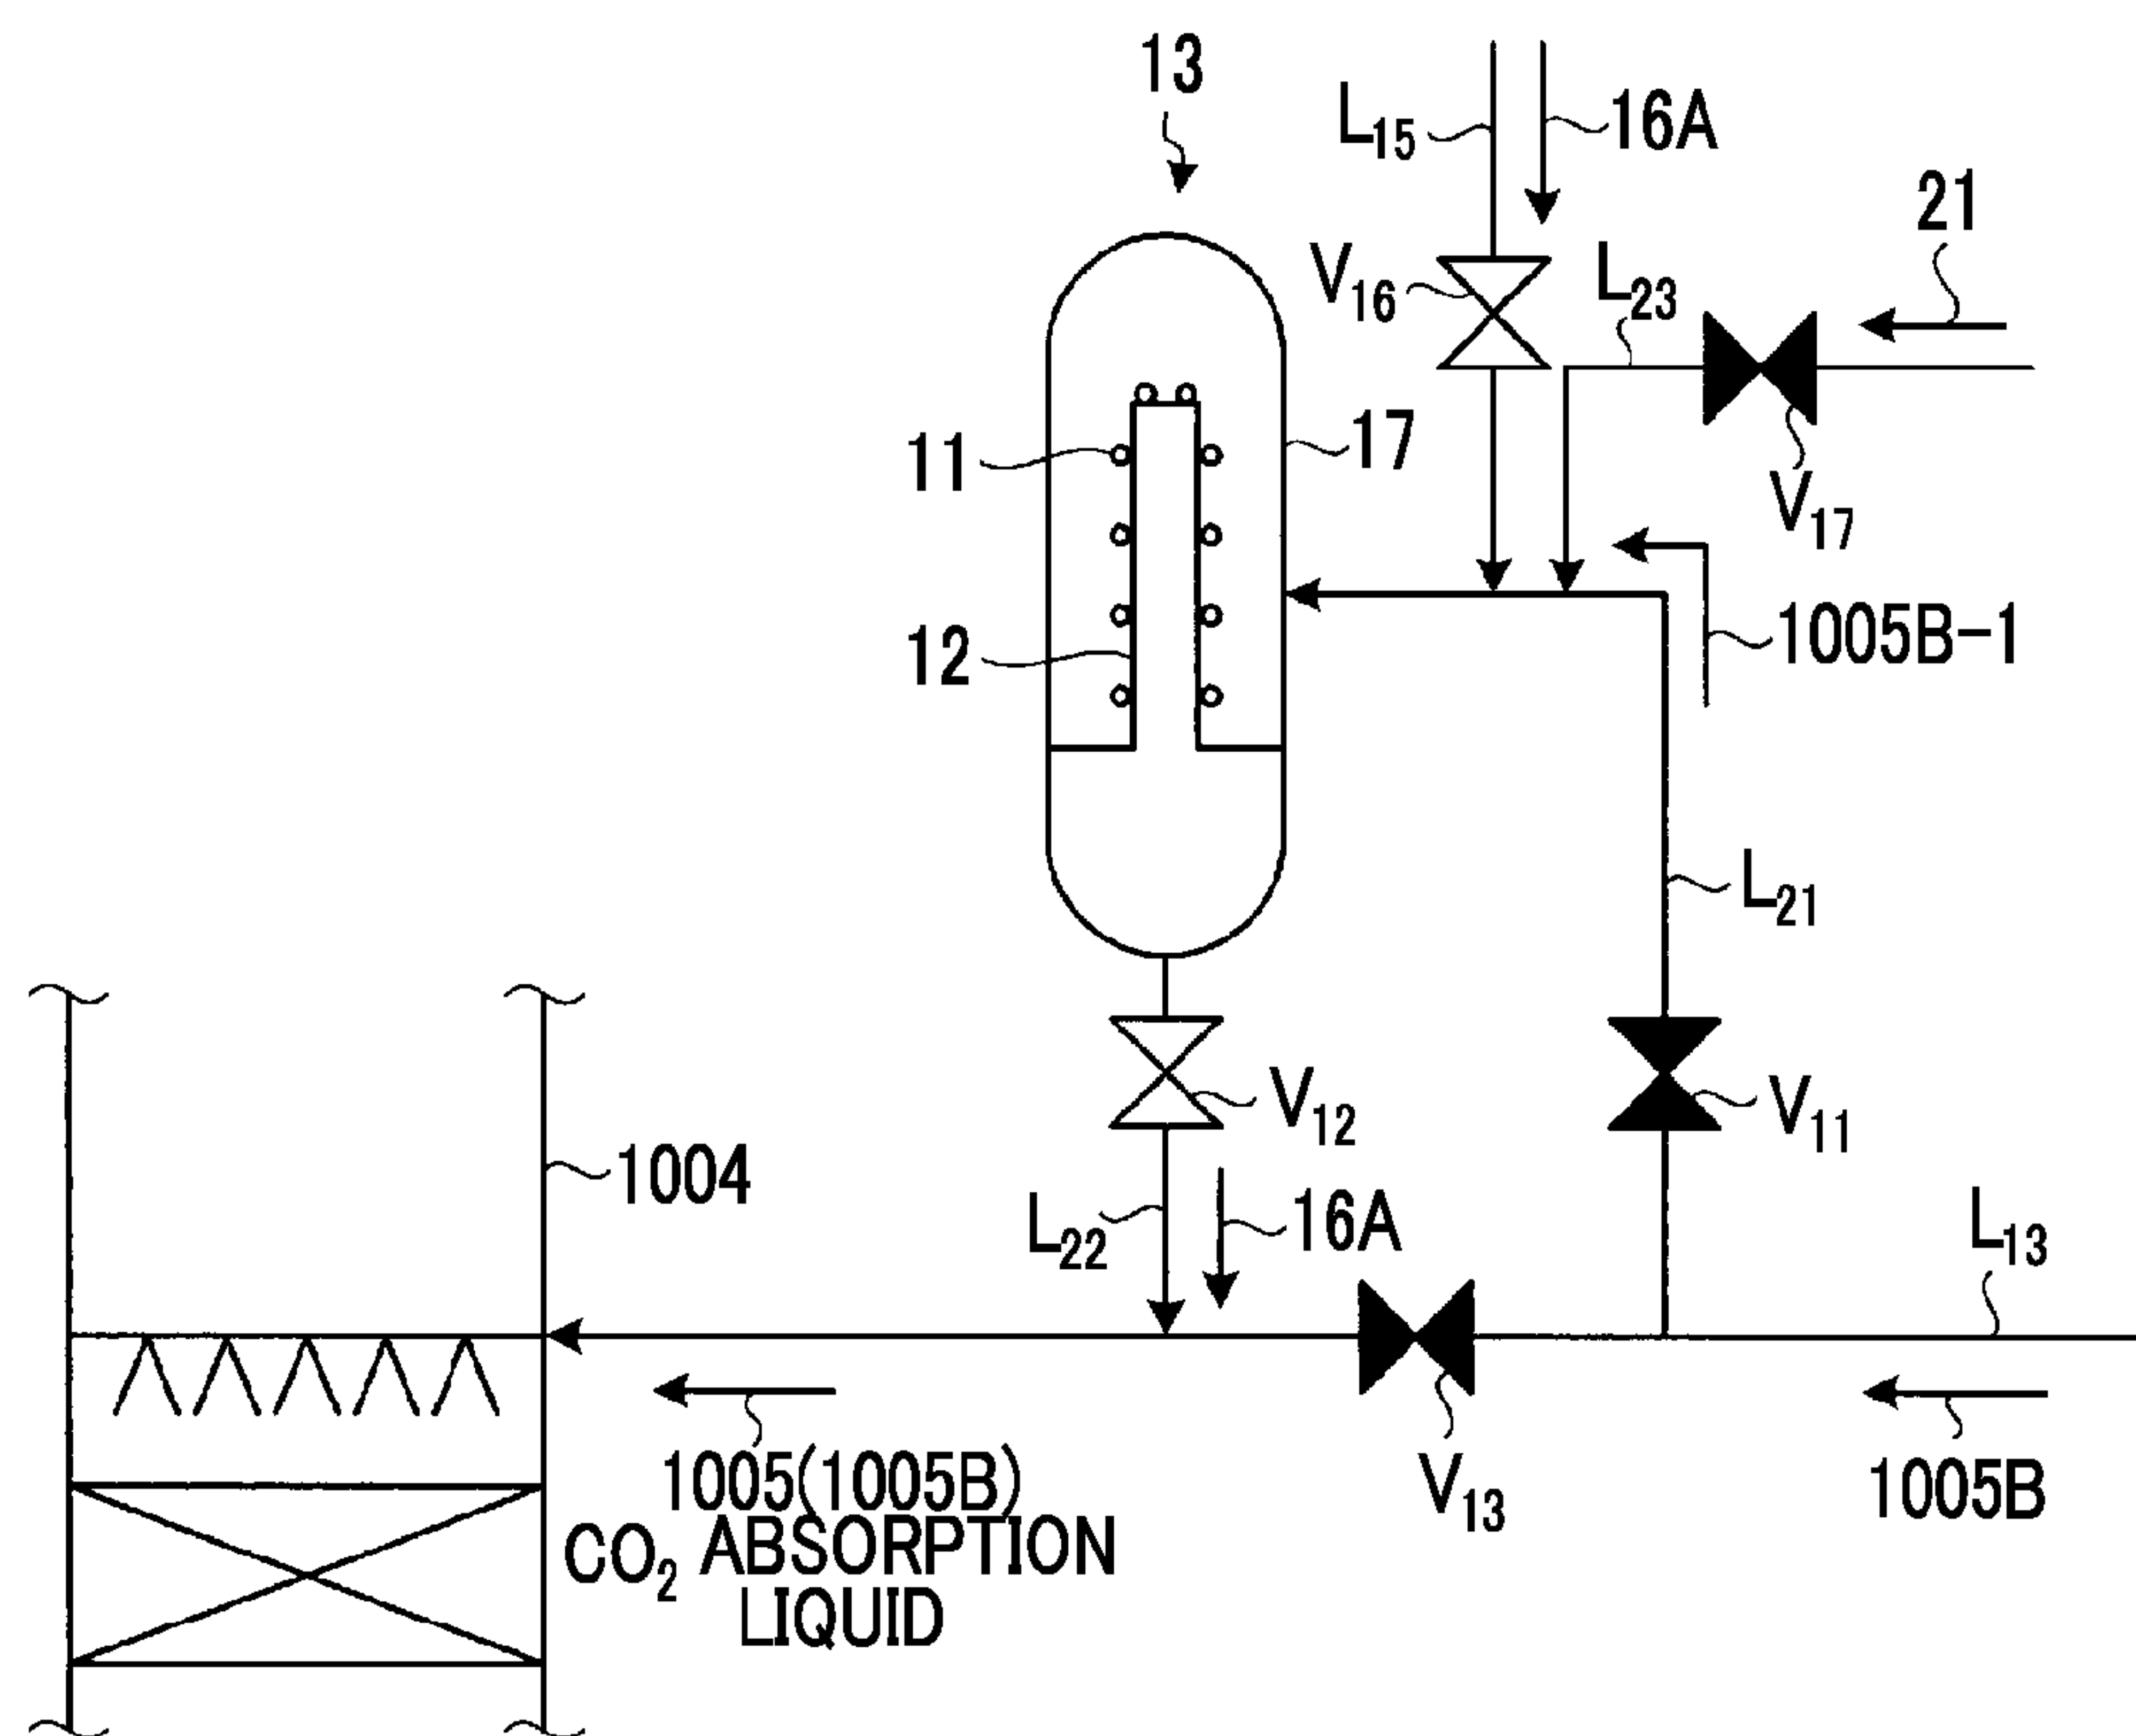 13
L15
16A
21
V16
L23
11
17
V17
12
1005B-1
L21
V12
V11
1004
L22
16A
L13
1005(1005B)
CO2 ABSORPTION
LIQUID
V13
1005B